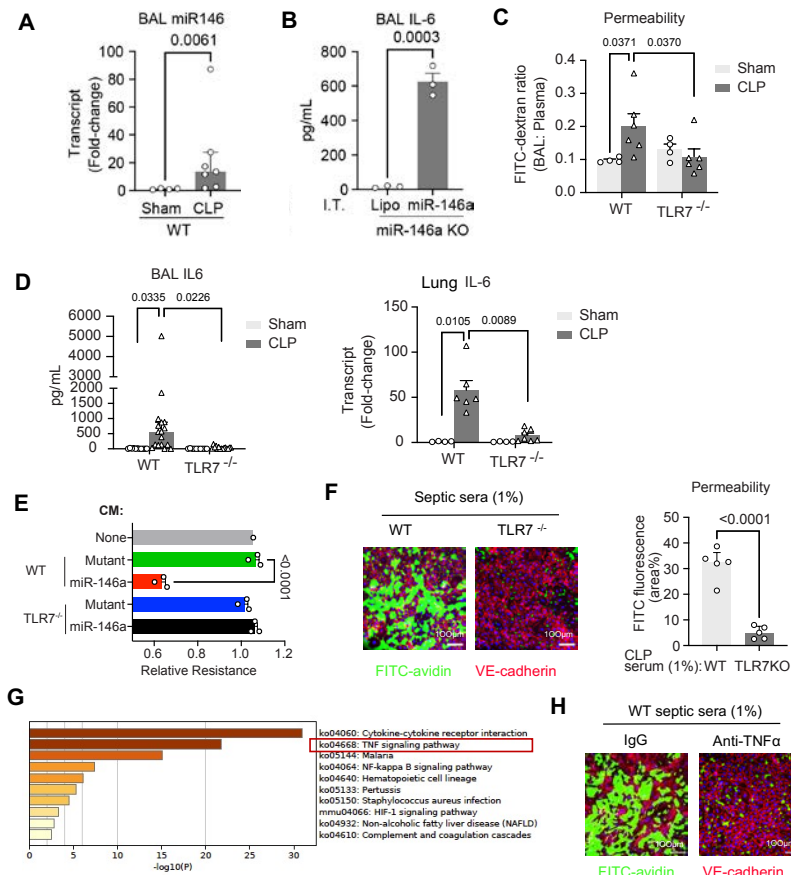 A
BAL miR146
0.0061
Transcript
(Fold-change)
100
80
60
40
20
0
Sham CLP
WT
B
BAL IL-6
0.0003
pg/mL
800
600
400
200
0
I.T. Lipo miR-146a
miR-146a KO
C
Permeability
0.0371 0.0370
Sham
CLP
FITC-dextran ratio
(BAL: Plasma)
0.4
0.3
0.2
0.1
0.0
WT TLR7 -/-
D
BAL IL6
0.0335 0.0226
Sham
CLP
pg/mL
6000
5000
4000
3000
2000
2000
1500
1000
500
0
WT TLR7 -/-
Lung IL-6
0.0105 0.0089
Sham
CLP
Transcript
(Fold-change)
150
100
50
0
WT TLR7 -/-
E
CM:
None
WT
Mutant
miR-146a
TLR7-/-
Mutant
miR-146a
<0.0001
0.6 0.8 1.0 1.2
Relative Resistance
F
Septic sera (1%)
WT TLR7 -/-
100μm 100μm
FITC-avidin VE-cadherin
Permeability
<0.0001
FITC fluorescence
(area%)
50
40
30
20
10
0
CLP
serum (1%): WT TLR7KO
G
ko04060: Cytokine-cytokine receptor interaction
ko04668: TNF signaling pathway
ko05144: Malaria
ko04064: NF-kappa B signaling pathway
ko04640: Hematopoietic cell lineage
ko05133: Pertussis
ko05150: Staphylococcus aureus infection
mmu04066: HIF-1 signaling pathway
ko04932: Non-alcoholic fatty liver disease (NAFLD)
ko04610: Complement and coagulation cascades
0 5 10 15 20 25 30
-log10(P)
H
WT septic sera (1%)
IgG Anti-TNFα
100μm 100μm
FITC-avidin VE-cadherin